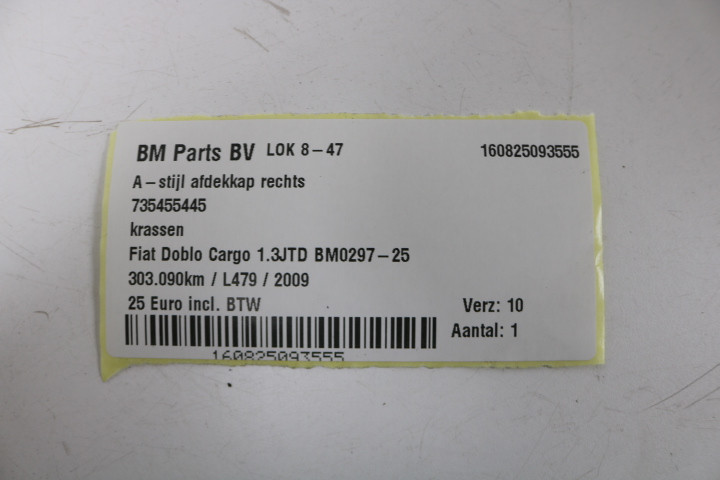 BM Parts BV LOK 8-47 160825093555
A-stijl afdekkap rechts
735455445
krassen
Fiat Doblo Cargo 1.3JTD BM0297-25
303.090km / L479 / 2009
25 Euro incl. BTW Verz: 10
Aantal: 1
160825093555